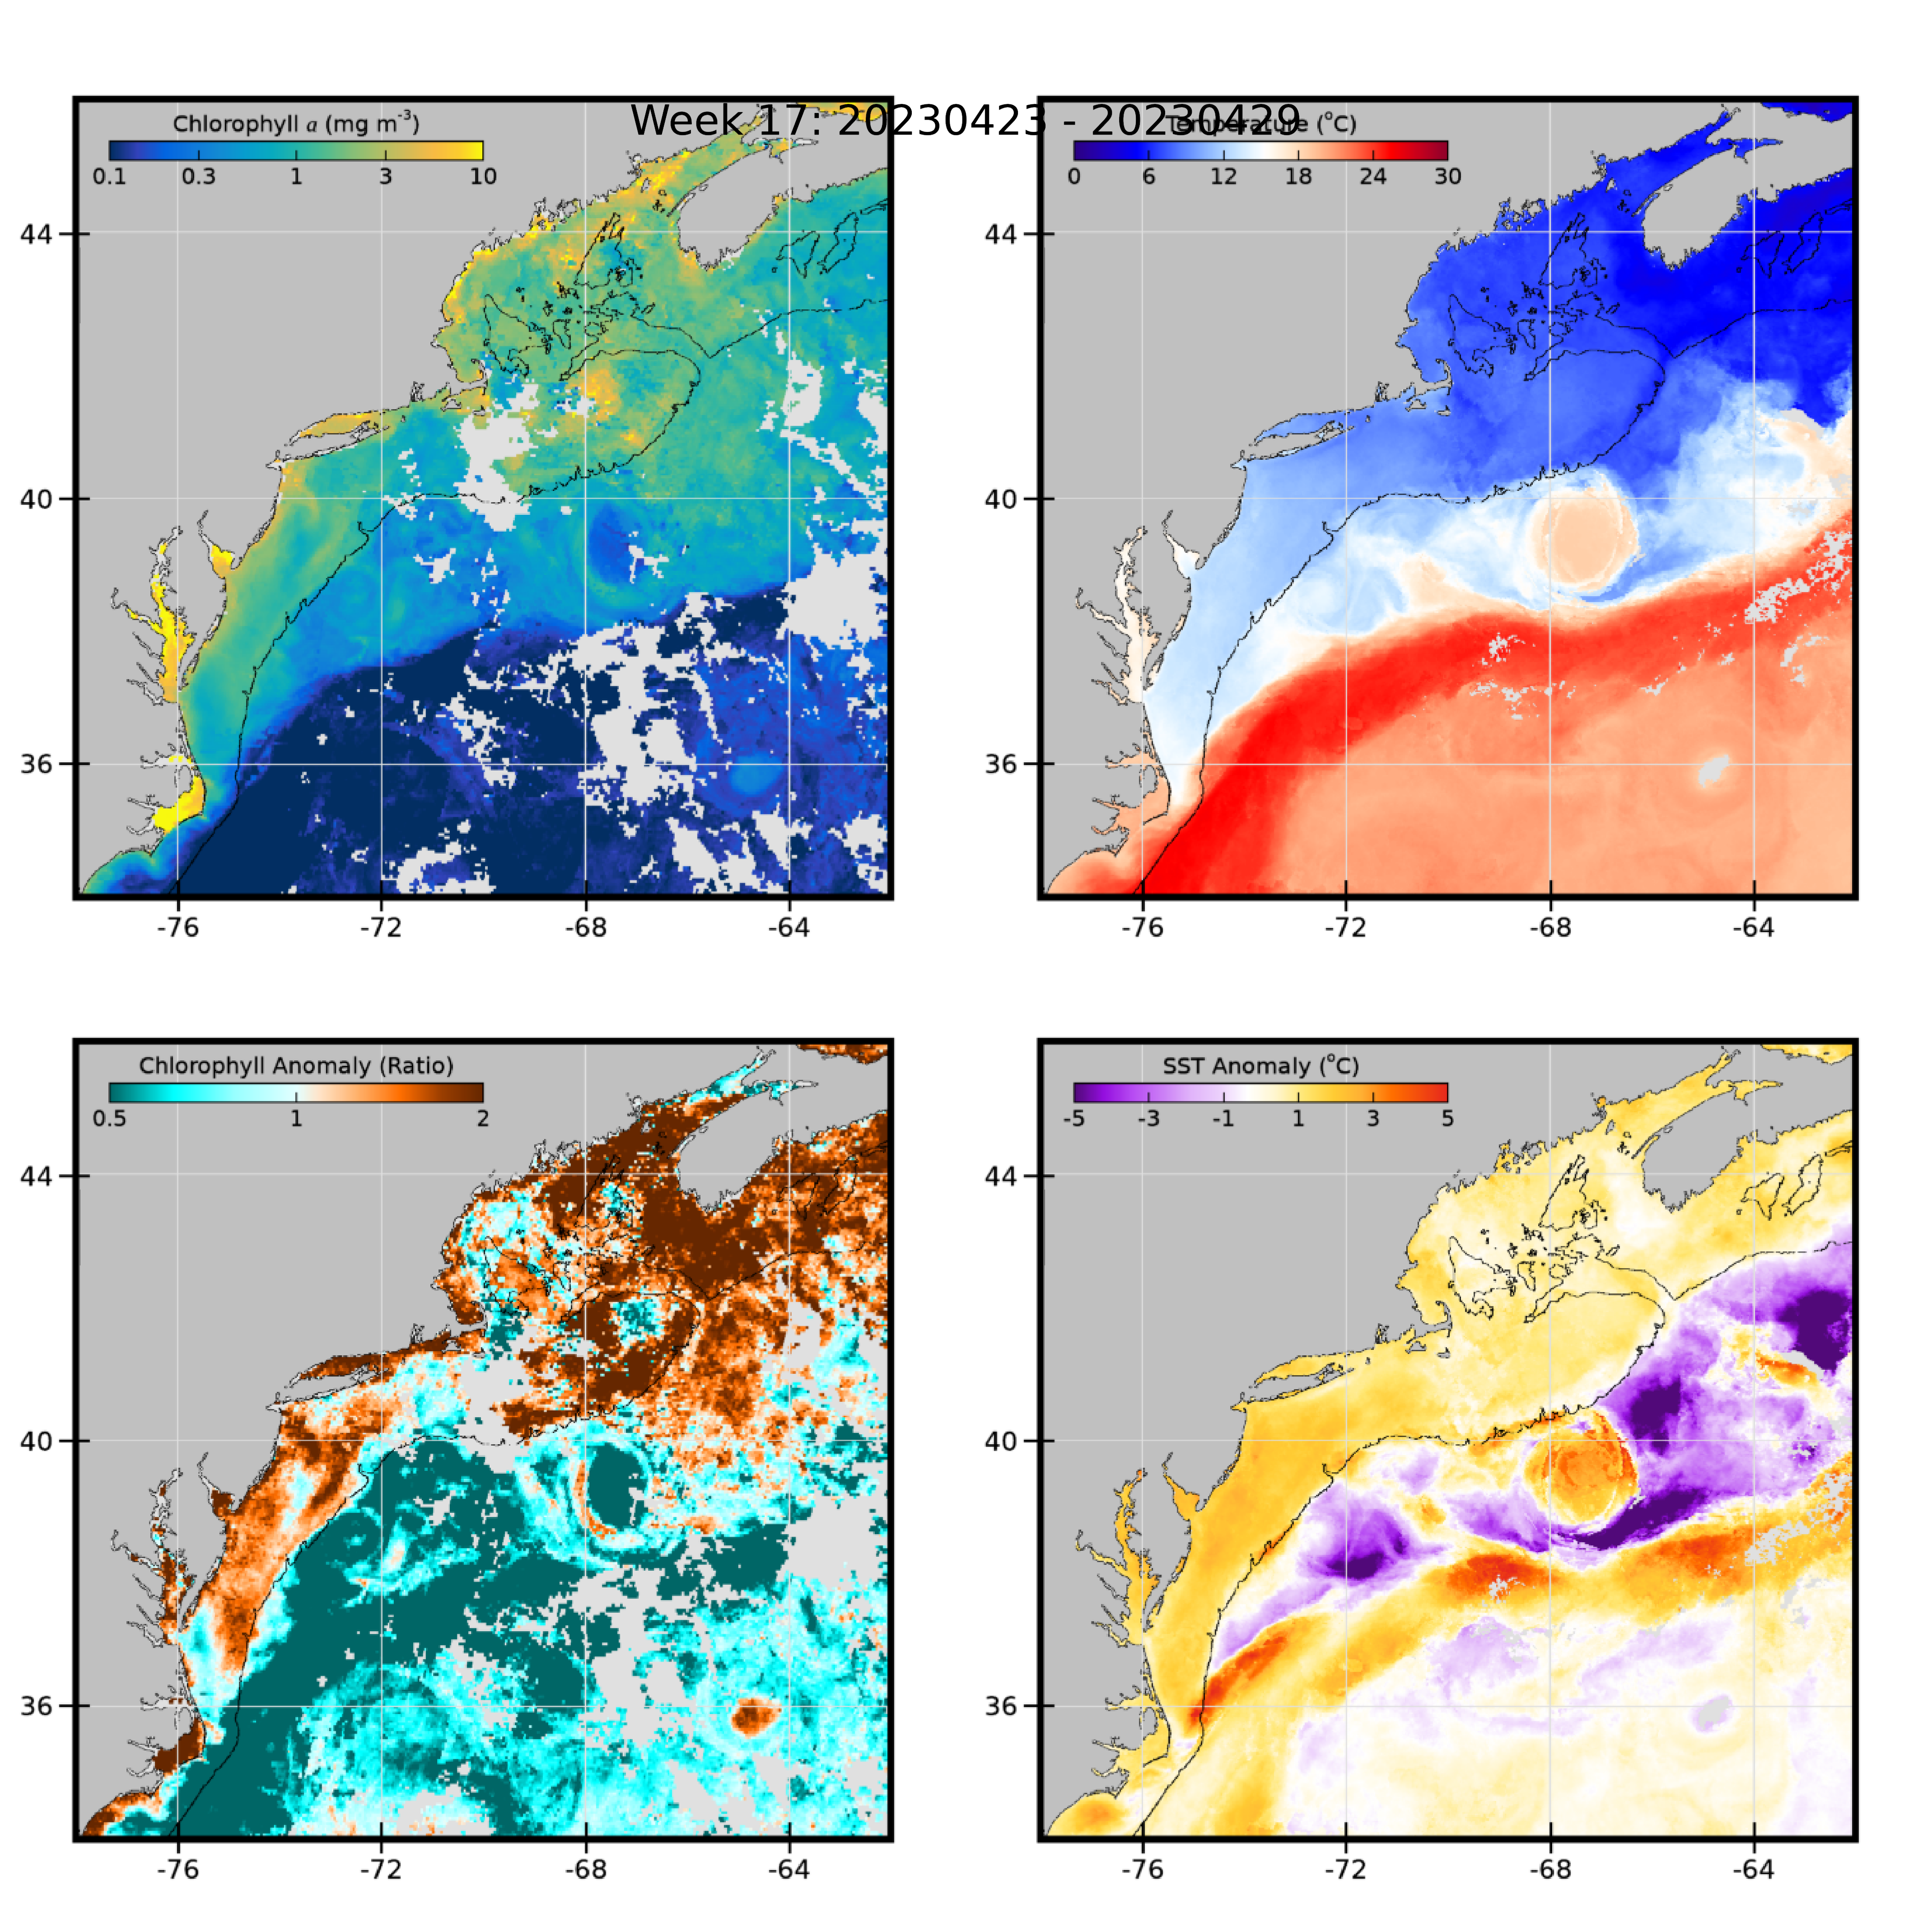 Week 17: 20230423 - 20230429
Chlorophyll a (mg m⁻³)
0.1 0.3 1 3 10
44
40
36
-76 -72 -68 -64
Temperature (°C)
0 6 12 18 24 30
44
40
36
-76 -72 -68 -64
Chlorophyll Anomaly (Ratio)
0.5 1 2
44
40
36
-76 -72 -68 -64
SST Anomaly (°C)
-5 -3 -1 1 3 5
44
40
36
-76 -72 -68 -64